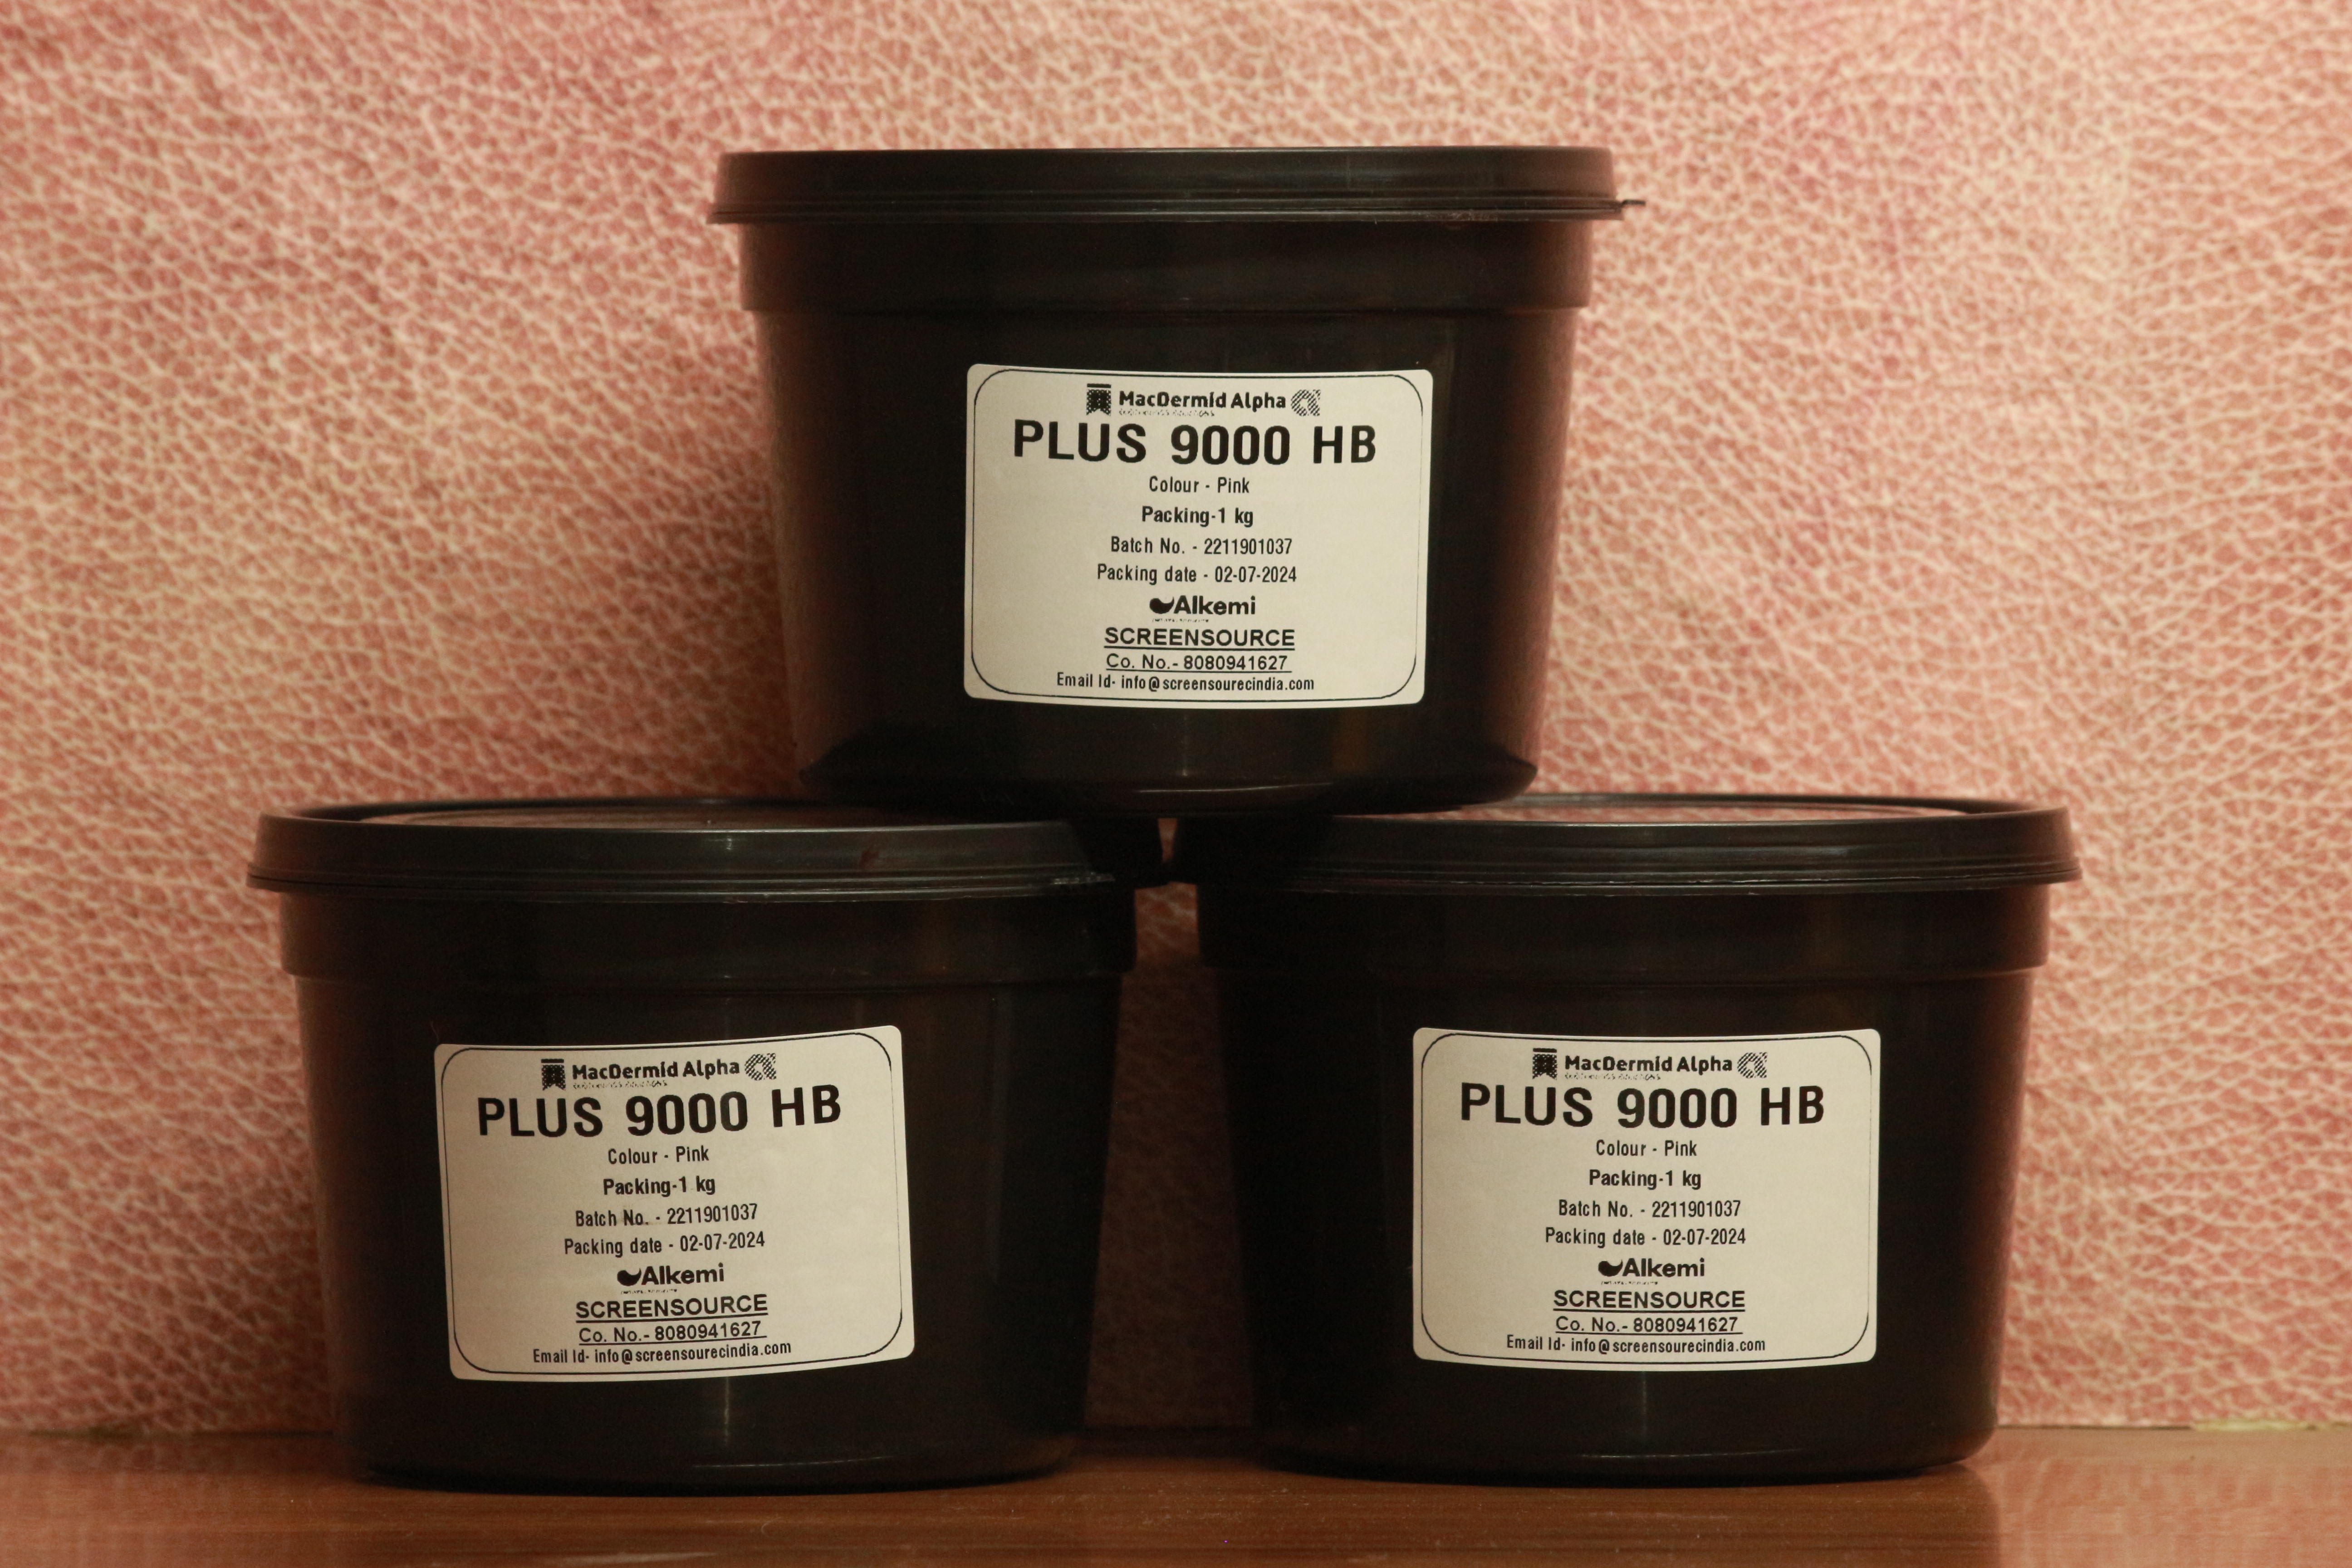 MacDermid Alpha
PLUS 9000 HB
Colour - Pink
Packing-1 kg
Batch No. - 2211901037
Packing date - 02-07-2024
Alkemi
SCREENSOURCE
Co. No.- 8080941627
Email Id- info@screensourecindia.com
MacDermid Alpha
PLUS 9000 HB
Colour - Pink
Packing-1 kg
Batch No. - 2211901037
Packing date - 02-07-2024
Alkemi
SCREENSOURCE
Co. No.- 8080941627
Email Id- info@screensourecindia.com
MacDermid Alpha
PLUS 9000 HB
Colour - Pink
Packing-1 kg
Batch No. - 2211901037
Packing date - 02-07-2024
Alkemi
SCREENSOURCE
Co. No.- 8080941627
Email Id- info@screensourecindia.com